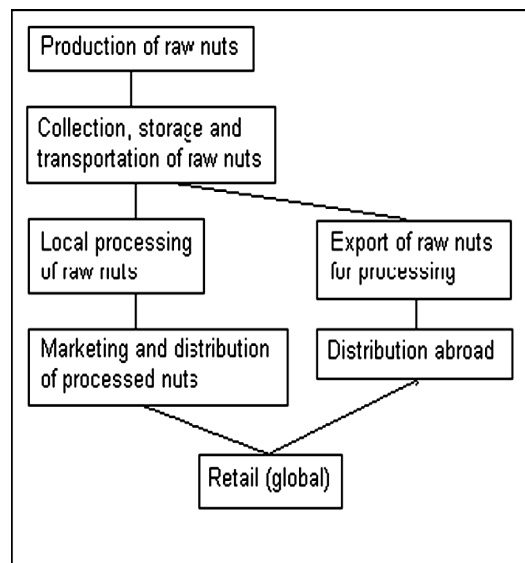 Production of raw nuts
Collection, storage and
transportation of raw nuts
Local processing
of raw nuts
Export of raw nuts
for processing
Marketing and distribution
of processed nuts
Distribution abroad
Retail (global)